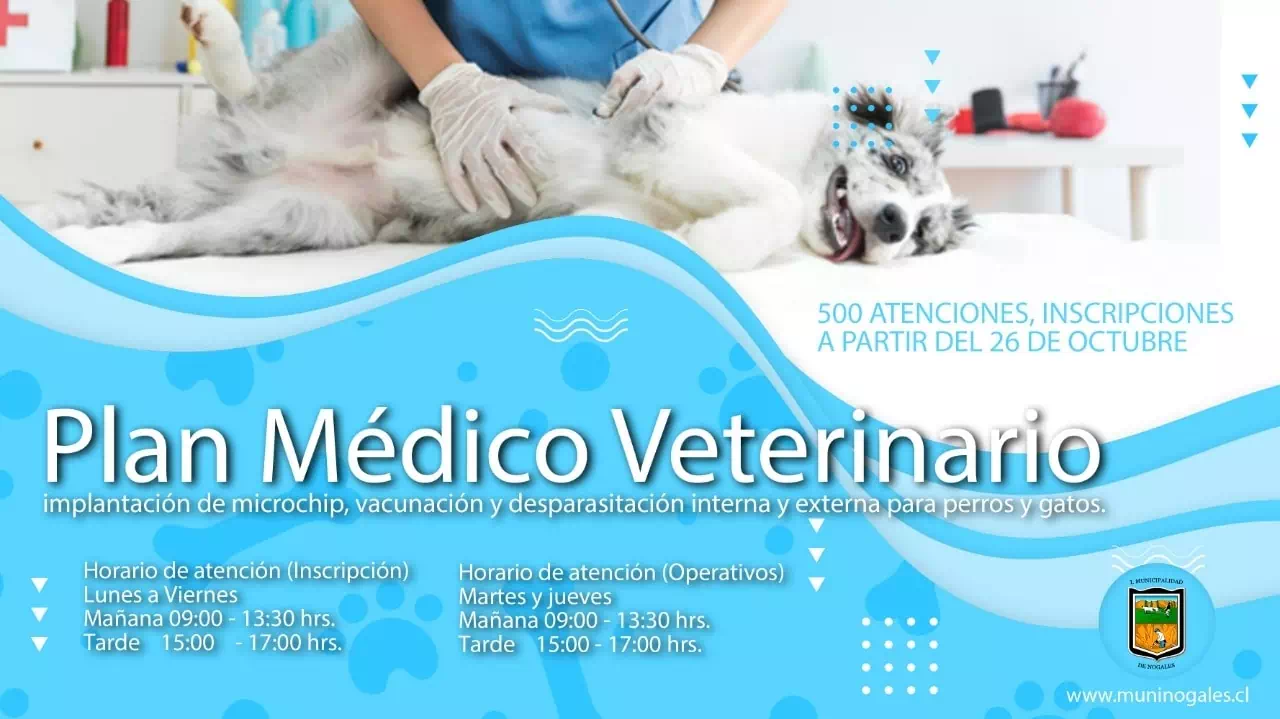 500 ATENCIONES, INSCRIPCIONES
A PARTIR DEL 26 DE OCTUBRE
Plan Médico Veterinario
implantación de microchip, vacunación y desparasitación interna y externa para perros y gatos.
Horario de atención (Inscripción)
Lunes a Viernes
Mañana 09:00 - 13:30 hrs.
Tarde 15:00 - 17:00 hrs.
Horario de atención (Operativos)
Martes y jueves
Mañana 09:00 - 13:30 hrs.
Tarde 15:00 - 17:00 hrs.
I. MUNICIPALIDAD
DE NOGALES
www.muninogales.cl